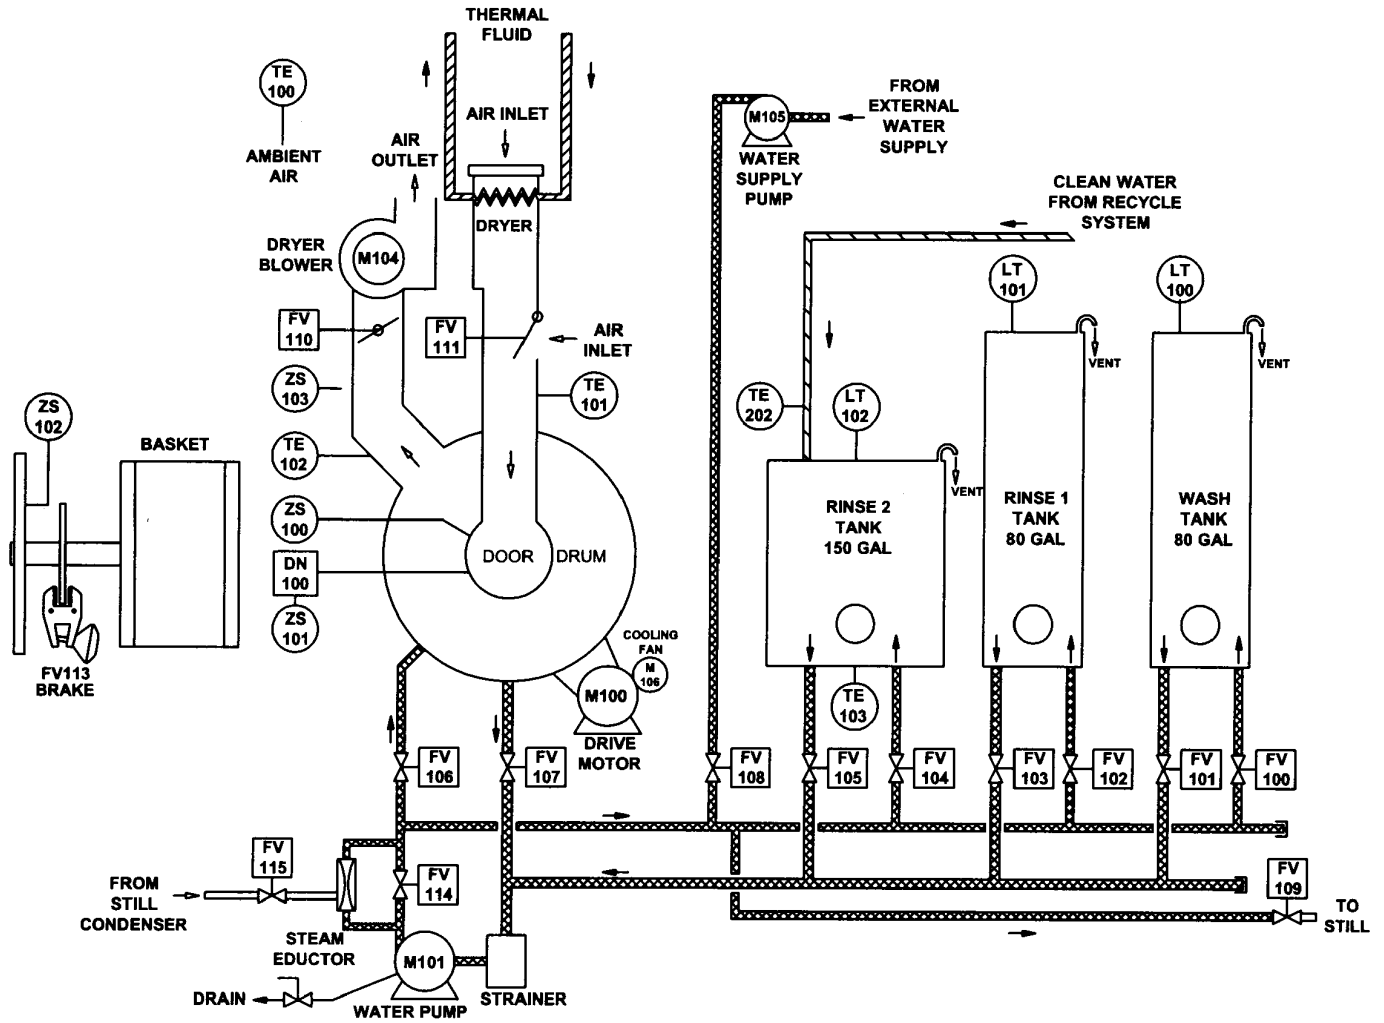 THERMAL
FLUID
TE
100
AMBIENT
AIR
AIR INLET
AIR
OUTLET
DRYER
DRYER
BLOWER
M104
FV
110
FV
111
AIR
INLET
ZS
103
TE
101
TE
102
ZS
102
BASKET
FV113
BRAKE
ZS
100
DN
100
ZS
101
DOOR
DRUM
COOLING
FAN
M
106
M100
DRIVE
MOTOR
FROM
EXTERNAL
WATER
SUPPLY
M105
WATER
SUPPLY
PUMP
CLEAN WATER
FROM RECYCLE
SYSTEM
TE
202
LT
102
LT
101
LT
100
VENT
VENT
VENT
RINSE 2
TANK
150 GAL
RINSE 1
TANK
80 GAL
WASH
TANK
80 GAL
TE
103
FV
106
FV
107
FV
108
FV
105
FV
104
FV
103
FV
102
FV
101
FV
100
FV
115
FV
114
FV
109
FROM
STILL
CONDENSER
STEAM
EDUCTOR
M101
WATER PUMP
STRAINER
DRAIN
TO
STILL